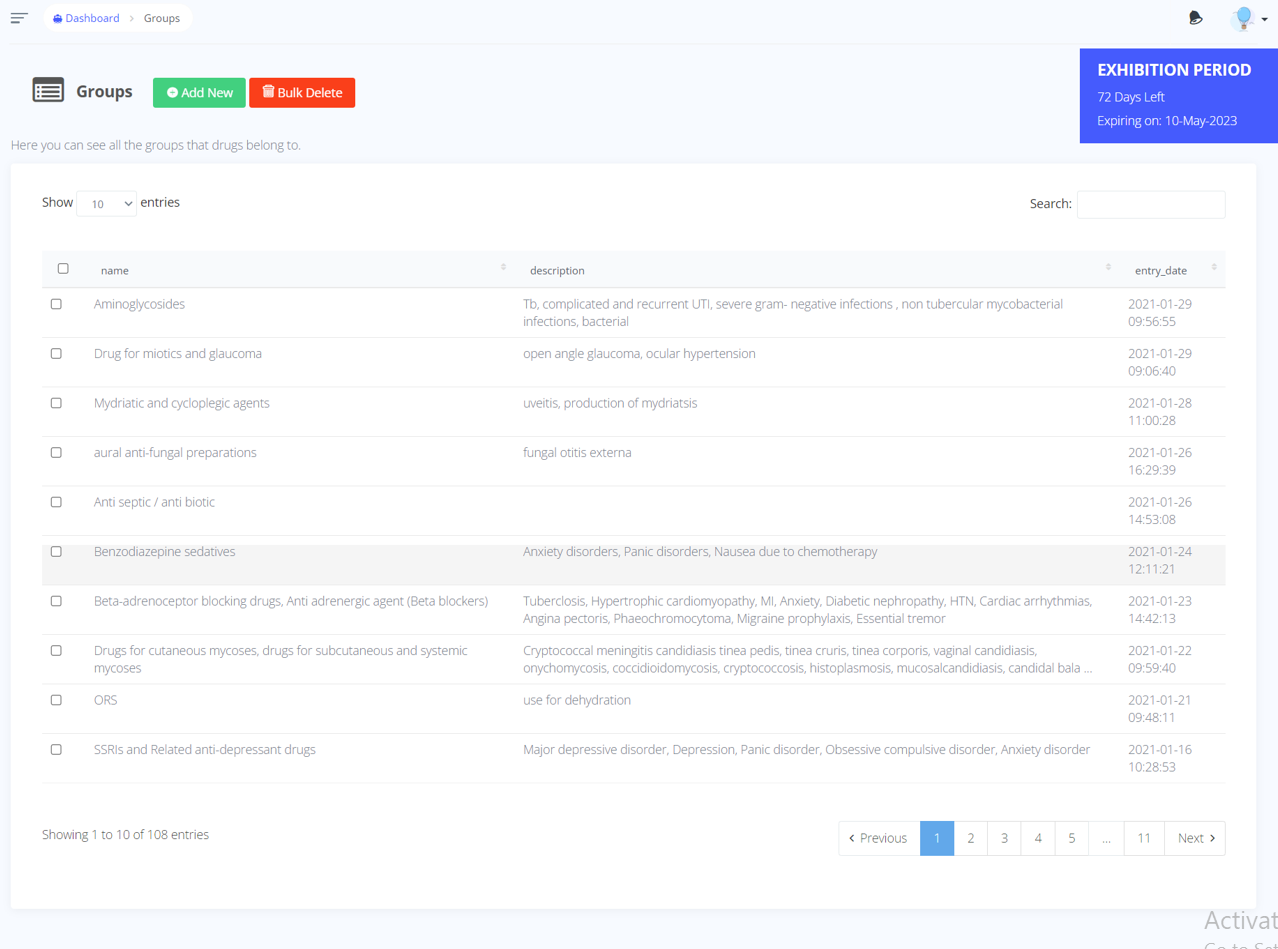 Dashboard > Groups
Groups
Add New
Bulk Delete
EXHIBITION PERIOD
72 Days Left
Expiring on: 10-May-2023
Here you can see all the groups that drugs belong to.
Show 10 entries
Search:
name description entry_date
Aminoglycosides Tb, complicated and recurrent UTI, severe gram- negative infections , non tubercular mycobacterial 2021-01-29
infections, bacterial 09:56:55
Drug for miotics and glaucoma open angle glaucoma, ocular hypertension 2021-01-29
09:06:40
Mydriatic and cycloplegic agents uveitis, production of mydriatsis 2021-01-28
11:00:28
aural anti-fungal preparations fungal otitis externa 2021-01-26
16:29:39
Anti septic / anti biotic 2021-01-26
14:53:08
Benzodiazepine sedatives Anxiety disorders, Panic disorders, Nausea due to chemotherapy 2021-01-24
12:11:21
Beta-adrenoceptor blocking drugs, Anti adrenergic agent (Beta blockers) Tuberclosis, Hypertrophic cardiomyopathy, MI, Anxiety, Diabetic nephropathy, HTN, Cardiac arrhythmias, 2021-01-23
Angina pectoris, Phaeochromocytoma, Migraine prophylaxis, Essential tremor 14:42:13
Drugs for cutaneous mycoses, drugs for subcutaneous and systemic Cryptococcal meningitis candidiasis tinea pedis, tinea cruris, tinea corporis, vaginal candidiasis, 2021-01-22
mycoses onychomycosis, coccidioidomycosis, cryptococcosis, histoplasmosis, mucosalcandidiasis, candidal bala ... 09:59:40
ORS use for dehydration 2021-01-21
09:48:11
SSRIs and Related anti-depressant drugs Major depressive disorder, Depression, Panic disorder, Obsessive compulsive disorder, Anxiety disorder 2021-01-16
10:28:53
Showing 1 to 10 of 108 entries
Previous 1 2 3 4 5 ... 11 Next
Activat